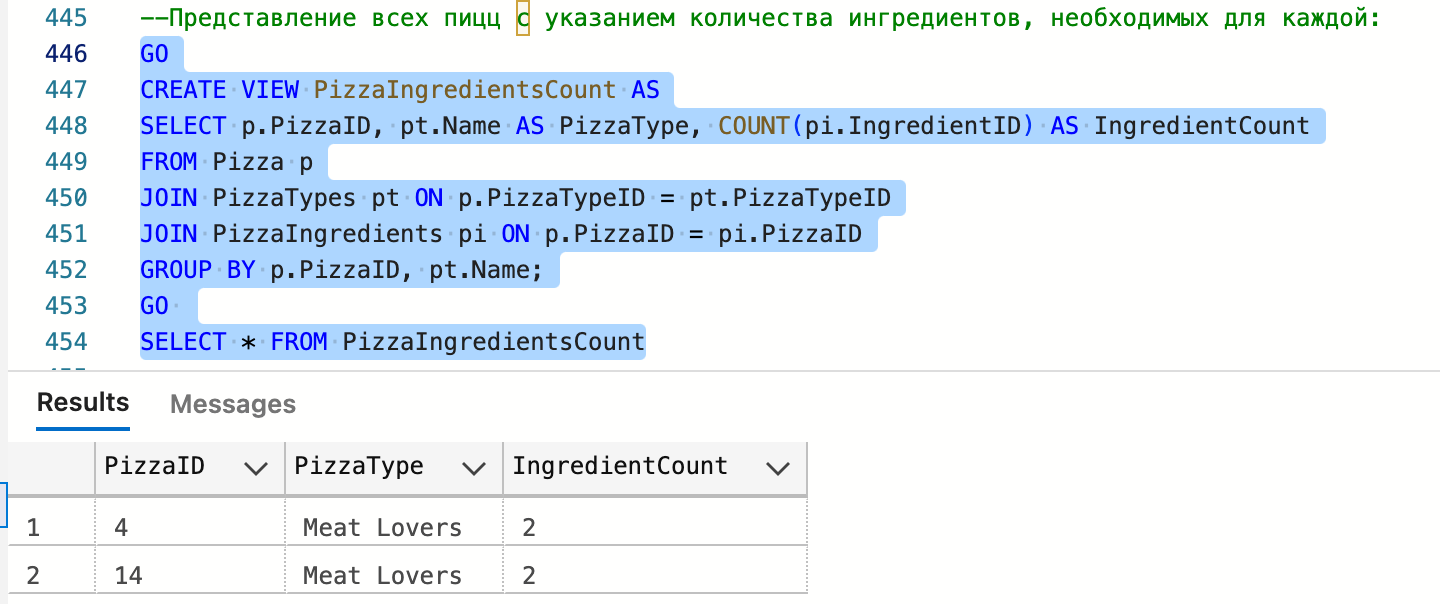 445 --Представление всех пицц с указанием количества ингредиентов, необходимых для каждой:
446 GO
447 CREATE VIEW PizzaIngredientsCount AS
448 SELECT p.PizzaID, pt.Name AS PizzaType, COUNT(pi.IngredientID) AS IngredientCount
449 FROM Pizza p
450 JOIN PizzaTypes pt ON p.PizzaTypeID = pt.PizzaTypeID
451 JOIN PizzaIngredients pi ON p.PizzaID = pi.PizzaID
452 GROUP BY p.PizzaID, pt.Name;
453 GO
454 SELECT * FROM PizzaIngredientsCount
Results Messages
PizzaID PizzaType IngredientCount
1 4 Meat Lovers 2
2 14 Meat Lovers 2